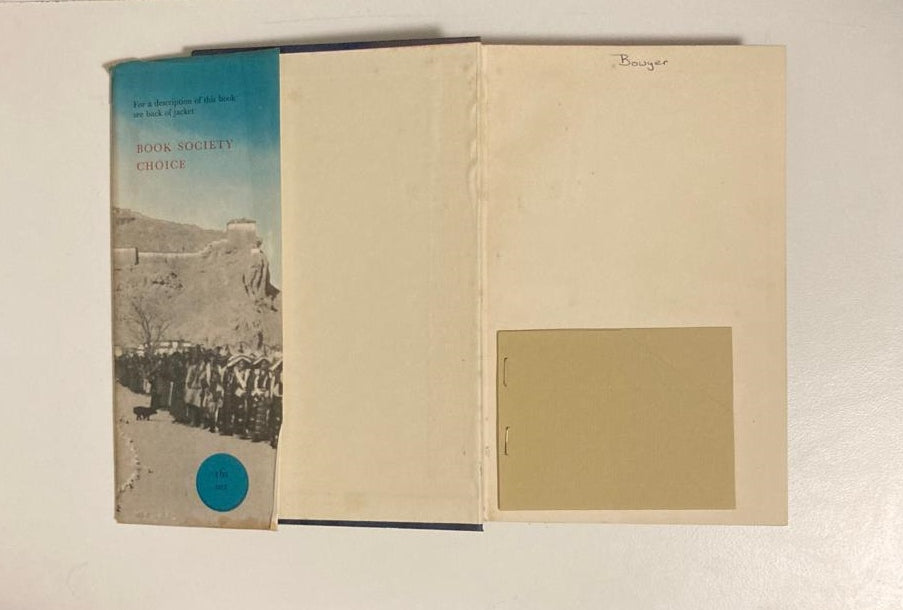 For a description of this book
see back of jacket
BOOK SOCIETY
CHOICE
Bowyer